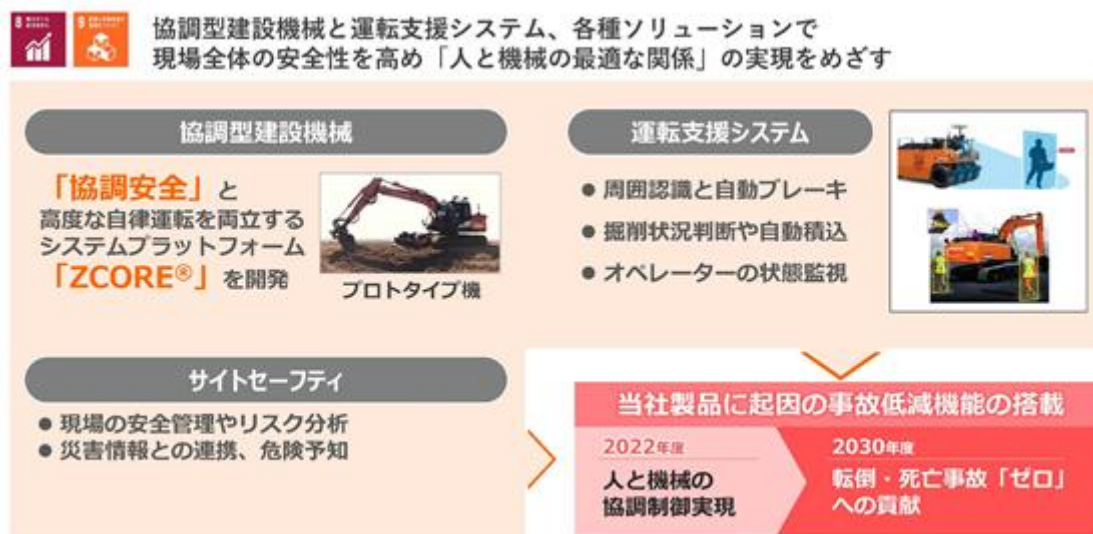 8
9
協調型建設機械と運転支援システム、各種ソリューションで
現場全体の安全性を高め「人と機械の最適な関係」の実現をめざす
協調型建設機械
「協調安全」と
高度な自律運転を両立する
システムプラットフォーム
「ZCORE®」を開発
プロトタイプ機
運転支援システム
● 周囲認識と自動ブレーキ
● 掘削状況判断や自動積込
● オペレーターの状態監視
サイトセーフティ
● 現場の安全管理やリスク分析
● 災害情報との連携、危険予知
当社製品に起因の事故低減機能の搭載
2022年度
人と機械の
協調制御実現
2030年度
転倒・死亡事故「ゼロ」
への貢献